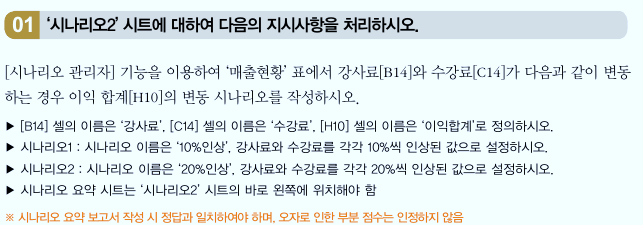 01 ‘시나리오2’ 시트에 대하여 다음의 지시사항을 처리하시오.
[시나리오 관리자] 기능을 이용하여 ‘매출현황’ 표에서 강사료[B14]와 수강료[C14]가 다음과 같이 변동
하는 경우 이익 합계[H10]의 변동 시나리오를 작성하시오.
▶ [B14] 셀의 이름은 ‘강사료’, [C14] 셀의 이름은 ‘수강료’, [H10] 셀의 이름은 ‘이익합계’로 정의하시오.
▶ 시나리오1 : 시나리오 이름은 ‘10%인상’, 강사료와 수강료를 각각 10%씩 인상된 값으로 설정하시오.
▶ 시나리오2 : 시나리오 이름은 ‘20%인상’, 강사료와 수강료를 각각 20%씩 인상된 값으로 설정하시오.
▶ 시나리오 요약 시트는 ‘시나리오2’ 시트의 바로 왼쪽에 위치해야 함
※ 시나리오 요약 보고서 작성 시 정답과 일치하여야 하며, 오자로 인한 부분 점수는 인정하지 않음